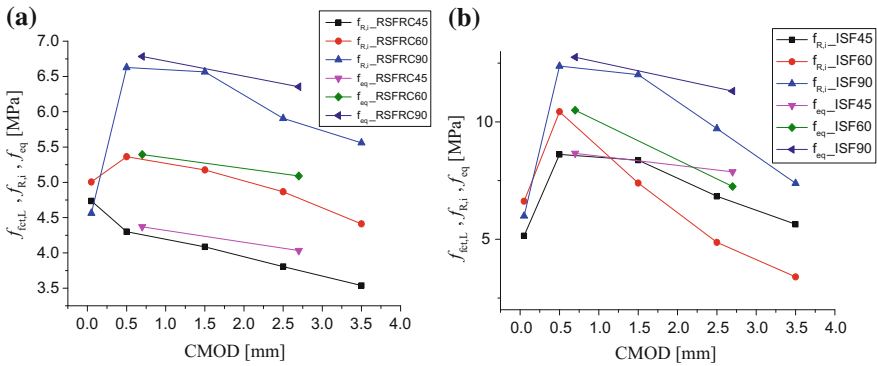 (a)
f_R,i_RSFRC45
f_R,i_RSFRC60
f_R,i_RSFRC90
f_eq_RSFRC45
f_eq_RSFRC60
f_eq_RSFRC90
7.0
6.5
6.0
5.5
5.0
4.5
4.0
3.5
f_fct,L , f_R,i , f_eq [MPa]
0.0 0.5 1.0 1.5 2.0 2.5 3.0 3.5 4.0
CMOD [mm]
(b)
f_R,i_ISF45
f_R,i_ISF60
f_R,i_ISF90
f_eq_ISF45
f_eq_ISF60
f_eq_ISF90
10
5
f_fct,L , f_R,i , f_eq [MPa]
0.0 0.5 1.0 1.5 2.0 2.5 3.0 3.5 4.0
CMOD [mm]